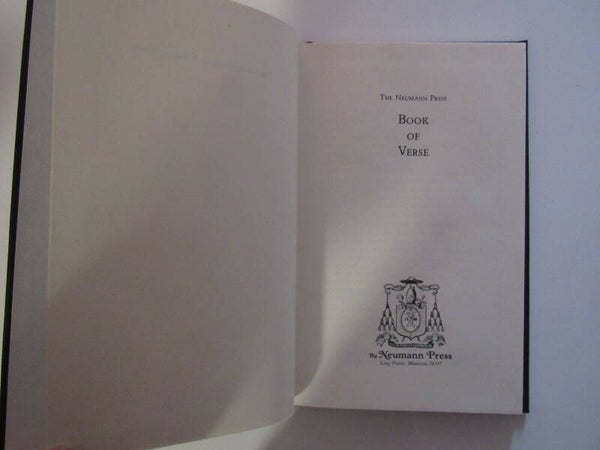 The Neumann Press
Book
of
Verse
The Neumann Press
Long Prairie, Minnesota 56347